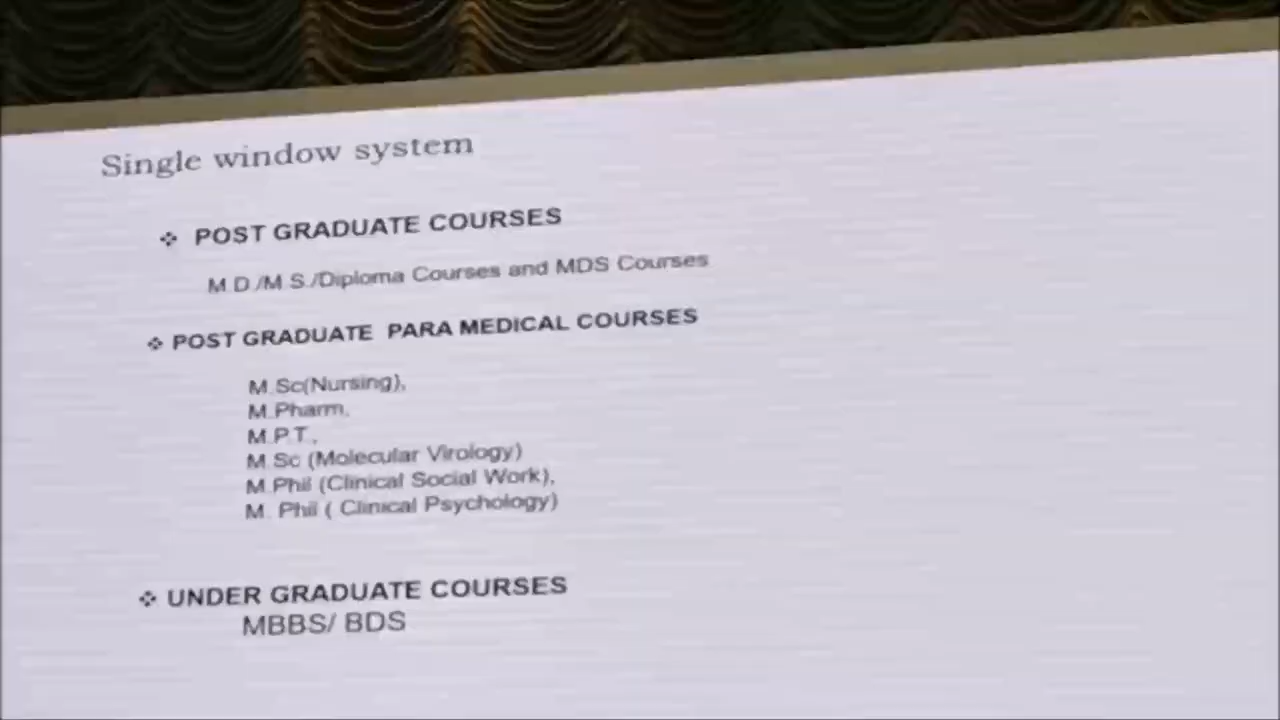 Single window system
❖ POST GRADUATE COURSES
M.D./M.S./Diploma Courses and MDS Courses
❖ POST GRADUATE PARA MEDICAL COURSES
M.Sc(Nursing),
M.Pharm,
M.P.T.,
M.Sc (Molecular Virology)
M.Phil (Clinical Social Work),
M. Phil ( Clinical Psychology)
❖ UNDER GRADUATE COURSES
MBBS/ BDS